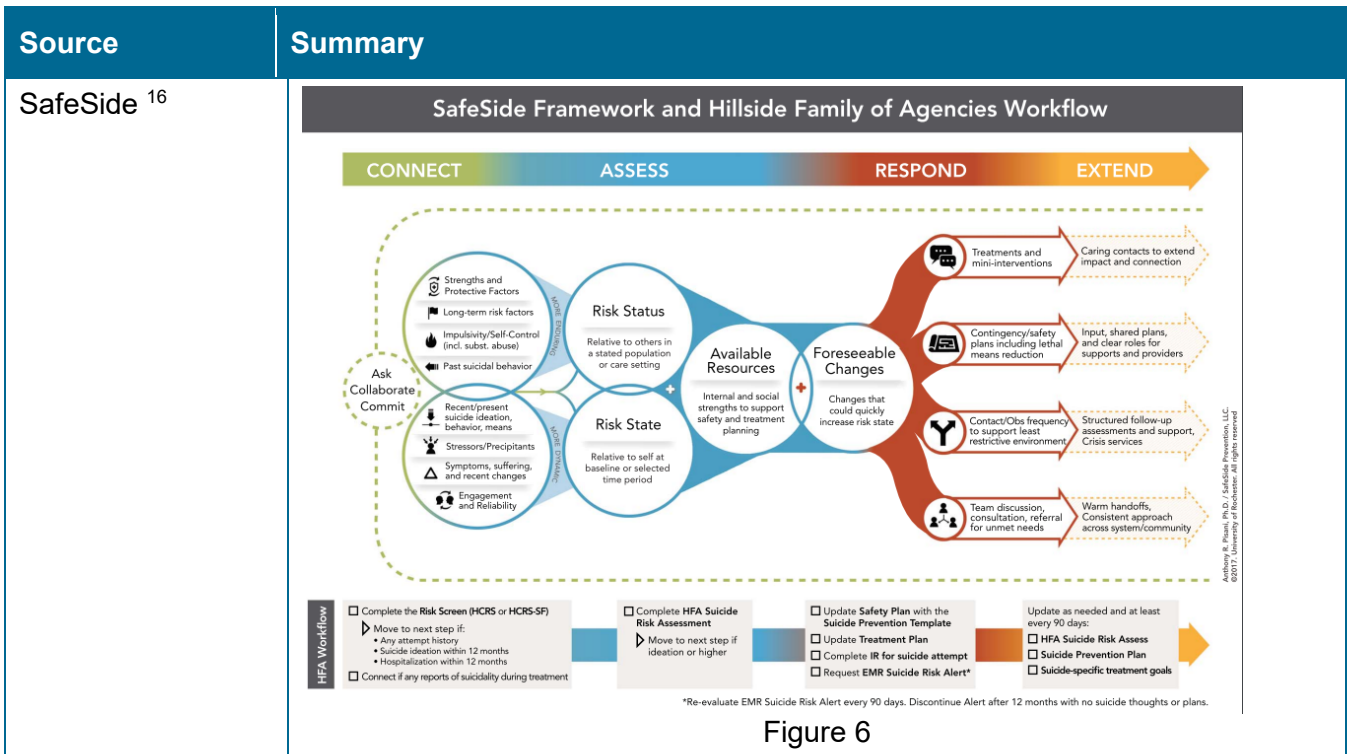 Source
Summary
SafeSide 16
SafeSide Framework and Hillside Family of Agencies Workflow
CONNECT
ASSESS
RESPOND
EXTEND
Ask
Collaborate
Commit
Strengths and
Protective Factors
Long-term risk factors
Impulsivity/Self-Control
(incl. subst. abuse)
Past suicidal behavior
MORE ENDURING
Recent/present
suicide ideation,
behavior, means
Stressors/Precipitants
Symptoms, suffering,
and recent changes
Engagement
and Reliability
MORE DYNAMIC
Risk Status
Relative to others in
a stated population
or care setting
Risk State
Relative to self at
baseline or selected
time period
Available
Resources
Internal and social
strengths to support
safety and treatment
planning
Foreseeable
Changes
Changes that
could quickly
increase risk state
Treatments and
mini-interventions
Caring contacts to extend
impact and connection
Contingency/safety
plans including lethal
means reduction
Input, shared plans,
and clear roles for
supports and providers
Contact/Obs frequency
to support least
restrictive environment
Structured follow-up
assessments and support,
Crisis services
Team discussion,
consultation, referral
for unmet needs
Warm handoffs,
Consistent approach
across system/community
Anthony R. Pisani, Ph.D. / SafeSide Prevention, LLC.
©2017. University of Rochester. All rights reserved
HFA Workflow
Complete the Risk Screen (HCRS or HCRS-SF)
Move to next step if:
• Any attempt history
• Suicide ideation within 12 months
• Hospitalization within 12 months
Connect if any reports of suicidality during treatment
Complete HFA Suicide
Risk Assessment
Move to next step if
ideation or higher
Update Safety Plan with the
Suicide Prevention Template
Update Treatment Plan
Complete IR for suicide attempt
Request EMR Suicide Risk Alert*
Update as needed and at least
every 90 days:
HFA Suicide Risk Assess
Suicide Prevention Plan
Suicide-specific treatment goals
*Re-evaluate EMR Suicide Risk Alert every 90 days. Discontinue Alert after 12 months with no suicide thoughts or plans.
Figure 6